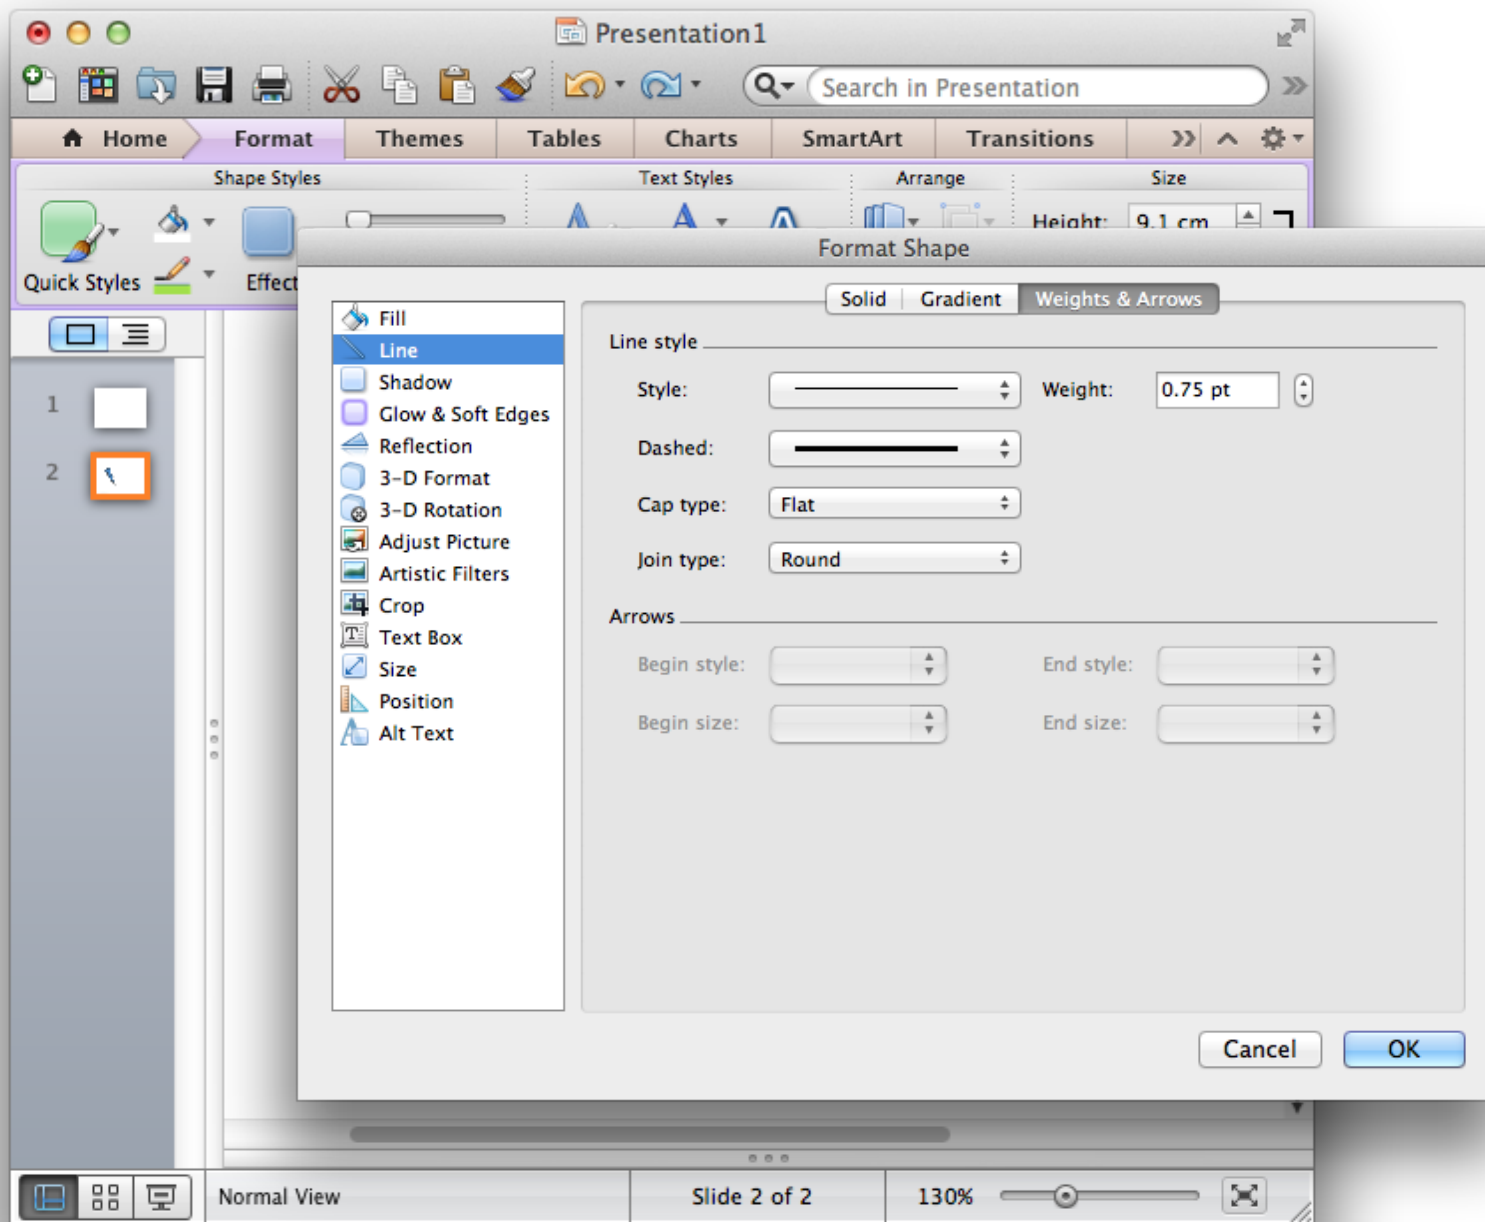 Presentation1
Search in Presentation
Home Format Themes Tables Charts SmartArt Transitions
Shape Styles Text Styles Arrange Size
Height: 9.1 cm
Quick Styles Effect
Format Shape
Solid Gradient Weights & Arrows
Fill
Line
Shadow
Glow & Soft Edges
Reflection
3-D Format
3-D Rotation
Adjust Picture
Artistic Filters
Crop
Text Box
Size
Position
Alt Text
Line style
Style: Weight: 0.75 pt
Dashed:
Cap type: Flat
Join type: Round
Arrows
Begin style: End style:
Begin size: End size:
1
2
Cancel OK
Normal View Slide 2 of 2 130%